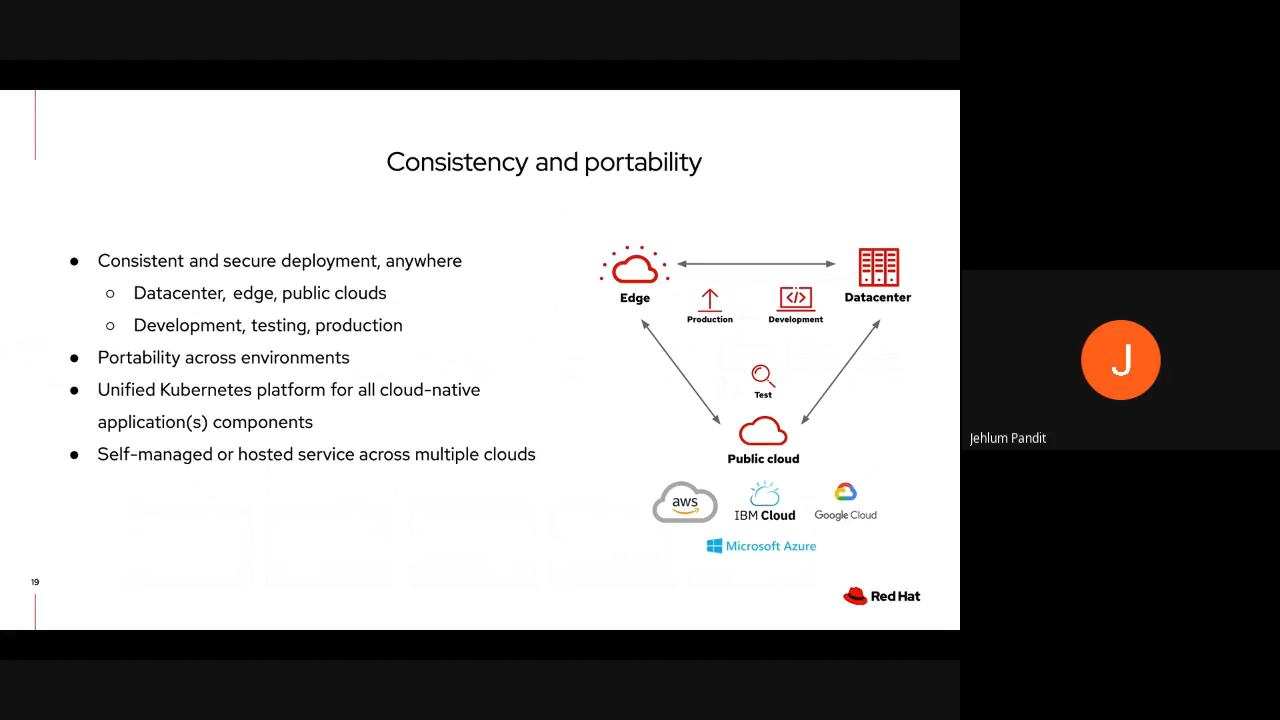 Consistency and portability
● Consistent and secure deployment, anywhere
○ Datacenter, edge, public clouds
○ Development, testing, production
● Portability across environments
● Unified Kubernetes platform for all cloud-native
application(s) components
● Self-managed or hosted service across multiple clouds
Edge
Datacenter
Production
Development
Test
Public cloud
aws
IBM Cloud
Google Cloud
Microsoft Azure
19
Red Hat
J
Jehlum Pandit